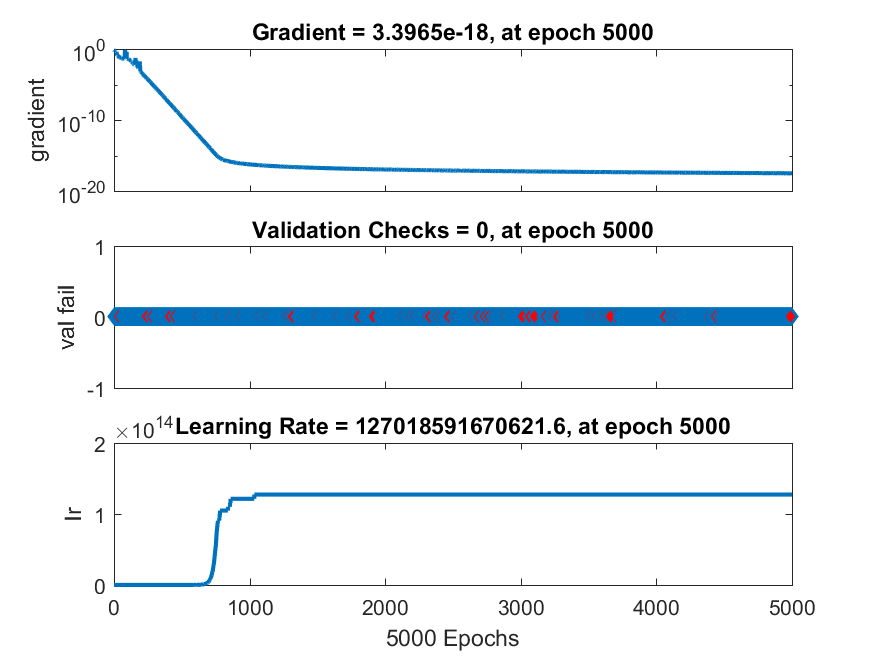 Gradient = 3.3965e-18, at epoch 5000
10^0
10^-10
10^-20
gradient
Validation Checks = 0, at epoch 5000
1
0
-1
val fail
×10^14 Learning Rate = 127018591670621.6, at epoch 5000
2
1
0
lr
0 1000 2000 3000 4000 5000
5000 Epochs